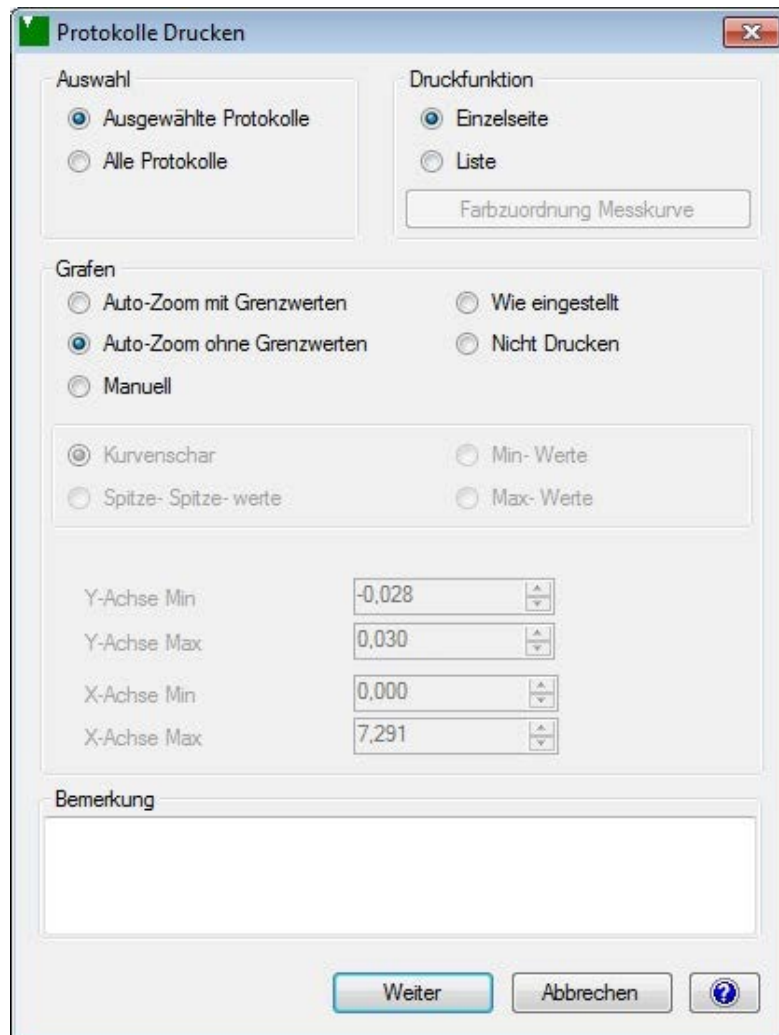 Protokolle Drucken
Auswahl
Ausgewählte Protokolle
Alle Protokolle
Druckfunktion
Einzelseite
Liste
Farbzuordnung Messkurve
Grafen
Auto-Zoom mit Grenzwerten
Auto-Zoom ohne Grenzwerten
Manuell
Wie eingestellt
Nicht Drucken
Kurvenschar
Spitze- Spitze- werte
Min- Werte
Max- Werte
Y-Achse Min -0,028
Y-Achse Max 0,030
X-Achse Min 0,000
X-Achse Max 7,291
Bemerkung
Weiter Abbrechen ?